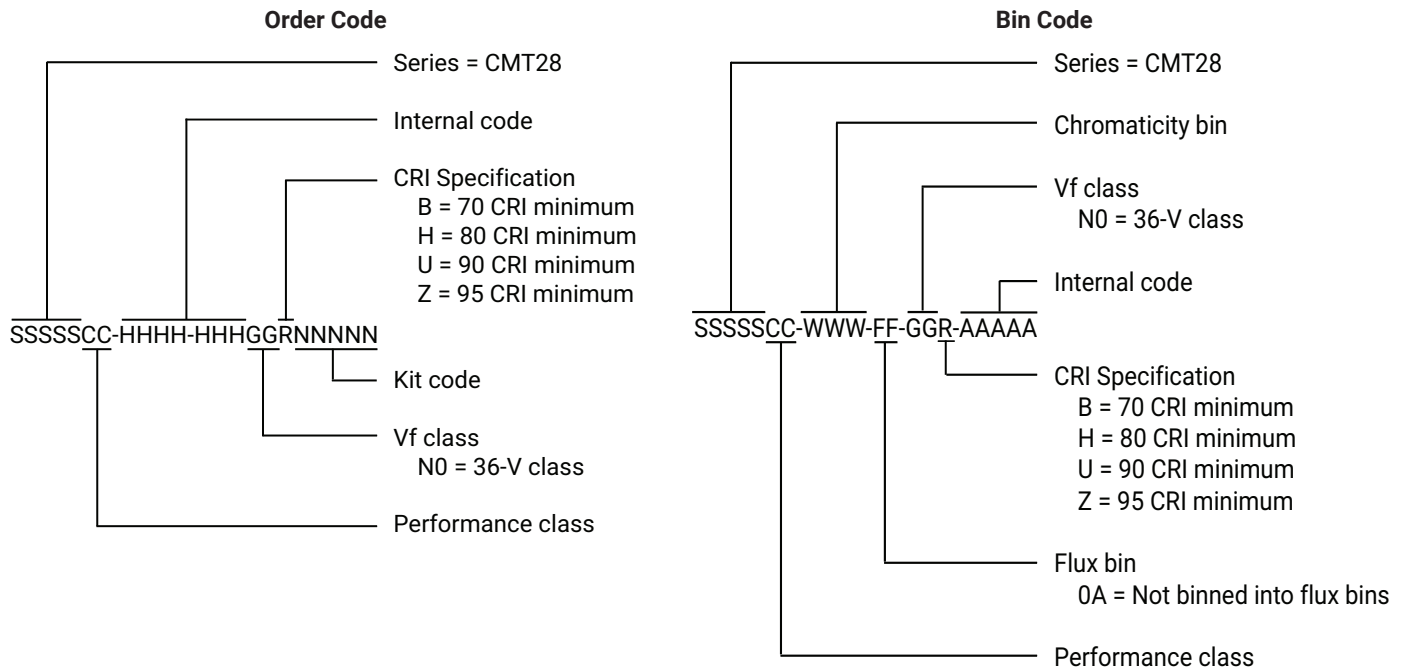 Order Code
Series = CMT28
Internal code
CRI Specification
B = 70 CRI minimum
H = 80 CRI minimum
U = 90 CRI minimum
Z = 95 CRI minimum
SSSSSCC-HHHH-HHHGGRNNNNN
Kit code
Vf class
N0 = 36-V class
Performance class
Bin Code
Series = CMT28
Chromaticity bin
Vf class
N0 = 36-V class
Internal code
SSSSSCC-WWW-FF-GGR-AAAAA
CRI Specification
B = 70 CRI minimum
H = 80 CRI minimum
U = 90 CRI minimum
Z = 95 CRI minimum
Flux bin
0A = Not binned into flux bins
Performance class